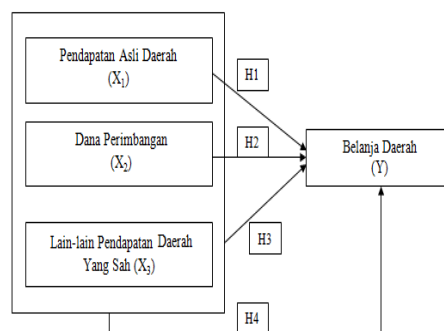 Pendapatan Asli Daerah
(X₁)
H1
Dana Perimbangan
(X₂)
H2
Belanja Daerah
(Y)
Lain-lain Pendapatan Daerah
Yang Sah (X₃)
H3
H4